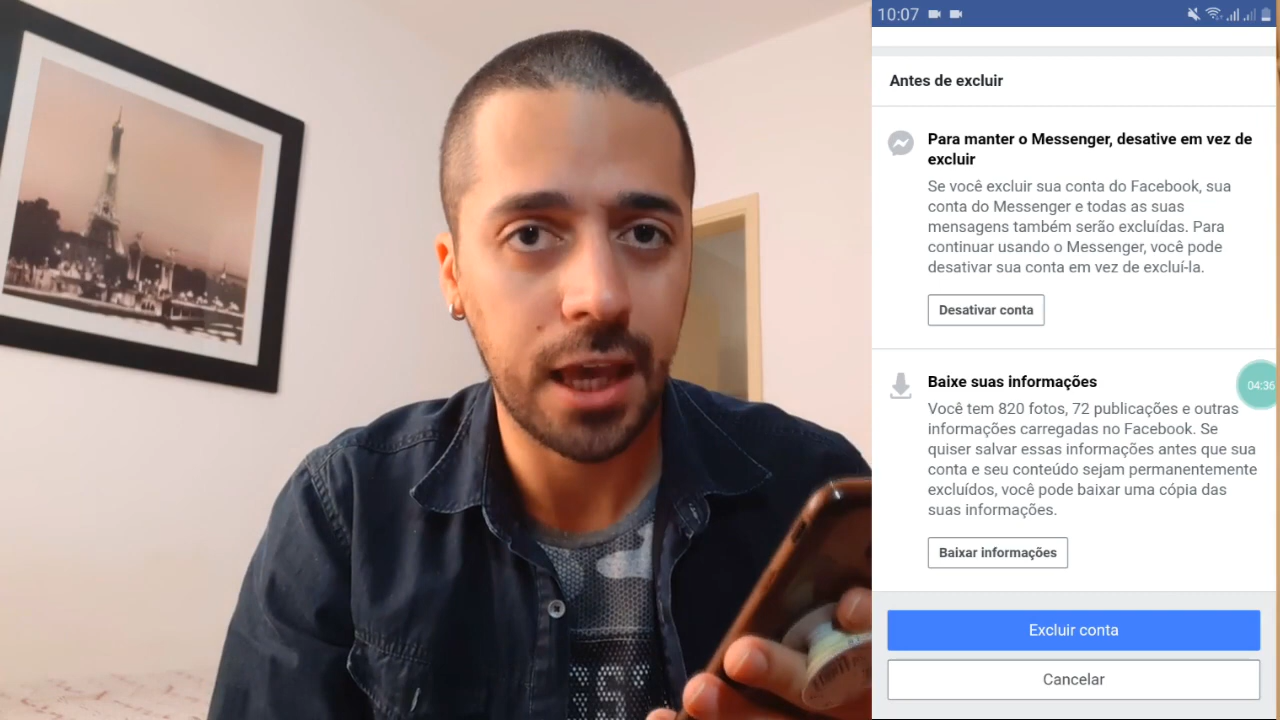 10:07
Antes de excluir
Para manter o Messenger, desative em vez de
excluir
Se você excluir sua conta do Facebook, sua
conta do Messenger e todas as suas
mensagens também serão excluídas. Para
continuar usando o Messenger, você pode
desativar sua conta em vez de excluí-la.
Desativar conta
Baixe suas informações
04:36
Você tem 820 fotos, 72 publicações e outras
informações carregadas no Facebook. Se
quiser salvar essas informações antes que sua
conta e seu conteúdo sejam permanentemente
excluídos, você pode baixar uma cópia das
suas informações.
Baixar informações
Excluir conta
Cancelar